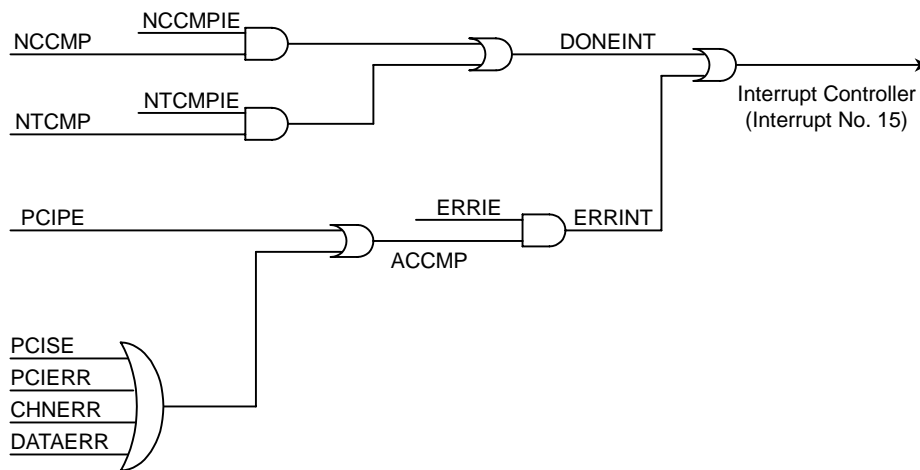 NCCMPIE
NCCMP
DONEINT
NTCMPIE
NTCMP
Interrupt Controller
(Interrupt No. 15)
PCIPE
ERRIE
ERRINT
ACCMP
PCISE
PCIERR
CHNERR
DATAERR